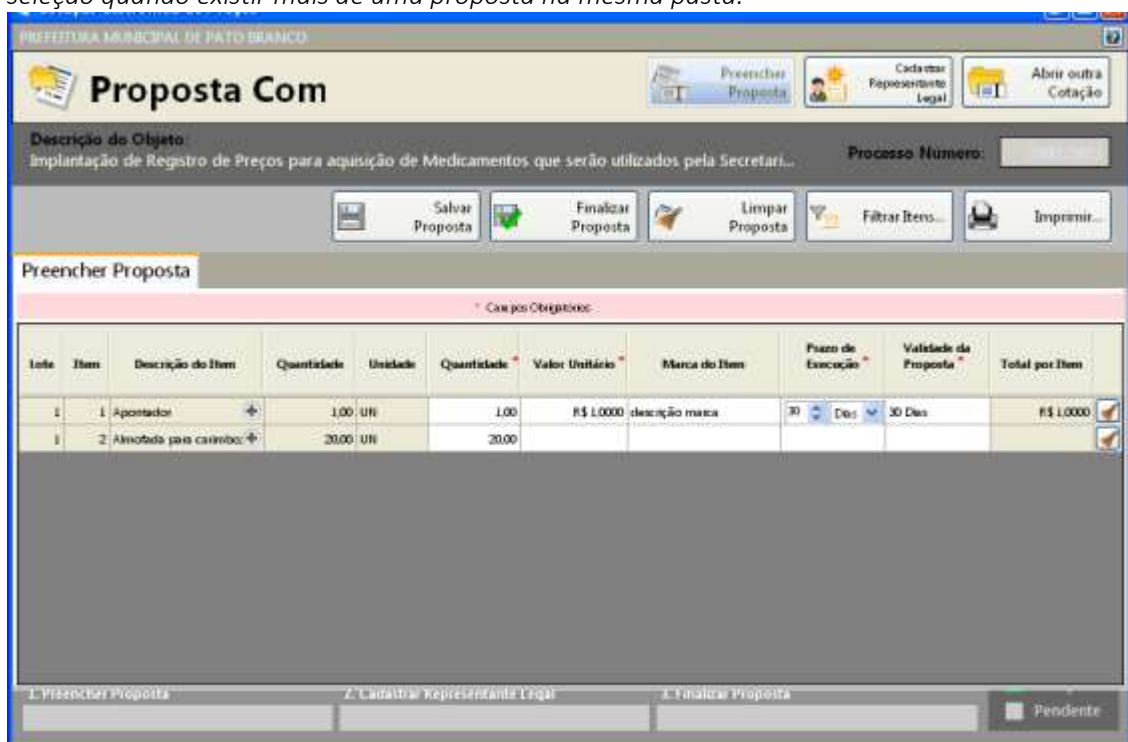 seleção quando existir mais de uma proposta na mesma pasta.
PREFEITURA MUNICIPAL DE PATO BRANCO
Proposta Com
Preencher Proposta
Cadastrar Representante Legal
Abrir outra Cotação
Descrição do Objeto:
Implantação de Registro de Preços para aquisição de Medicamentos que serão utilizados pela Secretari...
Processo Número:
Salvar Proposta
Finalizar Proposta
Limpar Proposta
Filtrar Itens...
Imprimir...
Preencher Proposta
* Campos Obrigatórios
Lote Item Descrição do Item Quantidade Unidade Quantidade * Valor Unitário * Marca do Item Prazo de Execução * Validade da Proposta * Total por Item
1 1 Apontador + 1,00 UN 1,00 R$ 1,0000 descrição marca 30 Dias 30 Dias R$ 1,0000
1 2 Almofada para carimbo; + 20,00 UN 20,00
1. Preencher Proposta
2. Cadastrar Representante Legal
3. Finalizar Proposta
Pendente